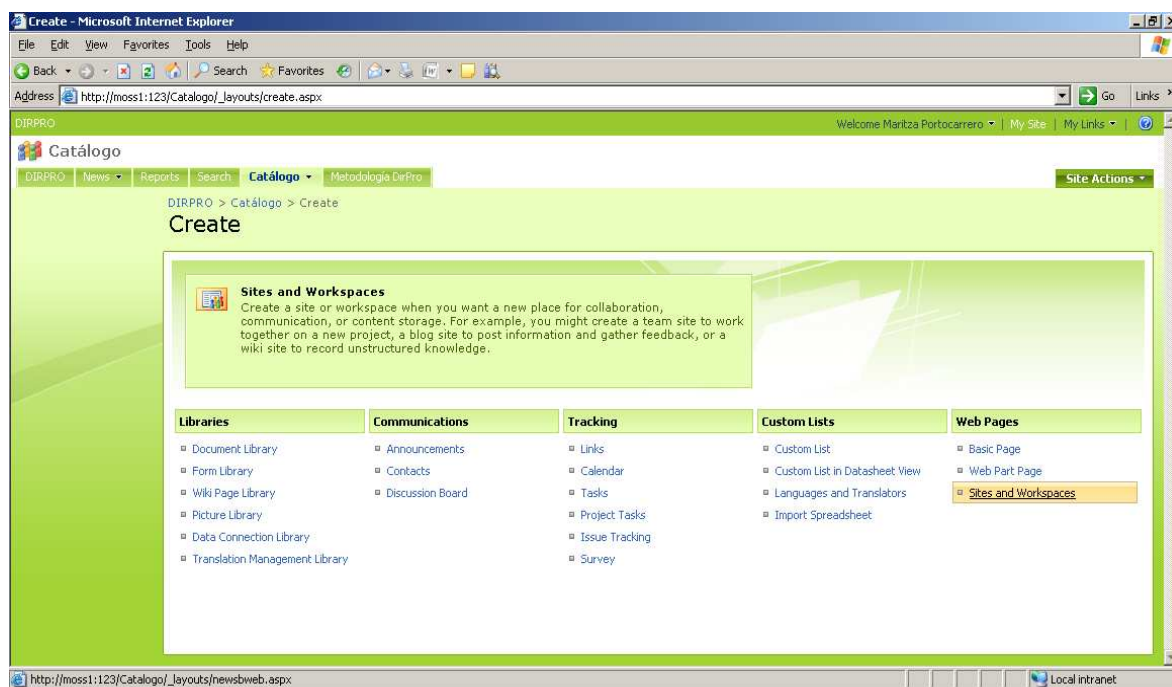 Create - Microsoft Internet Explorer
File Edit View Favorites Tools Help
Back Search Favorites
Address http://moss1:123/Catalogo/_layouts/create.aspx Go Links
DIRPRO Welcome Maritza Portocarrero | My Site | My Links |
Catálogo
DIRPRO News Reports Search Catálogo Metodología DirPro Site Actions
DIRPRO > Catálogo > Create
Create
Sites and Workspaces
Create a site or workspace when you want a new place for collaboration,
communication, or content storage. For example, you might create a team site to work
together on a new project, a blog site to post information and gather feedback, or a
wiki site to record unstructured knowledge.
Libraries Communications Tracking Custom Lists Web Pages
Document Library Announcements Links Custom List Basic Page
Form Library Contacts Calendar Custom List in Datasheet View Web Part Page
Wiki Page Library Discussion Board Tasks Languages and Translators Sites and Workspaces
Picture Library Project Tasks Import Spreadsheet
Data Connection Library Issue Tracking
Translation Management Library Survey
http://moss1:123/Catalogo/_layouts/newsbweb.aspx Local intranet